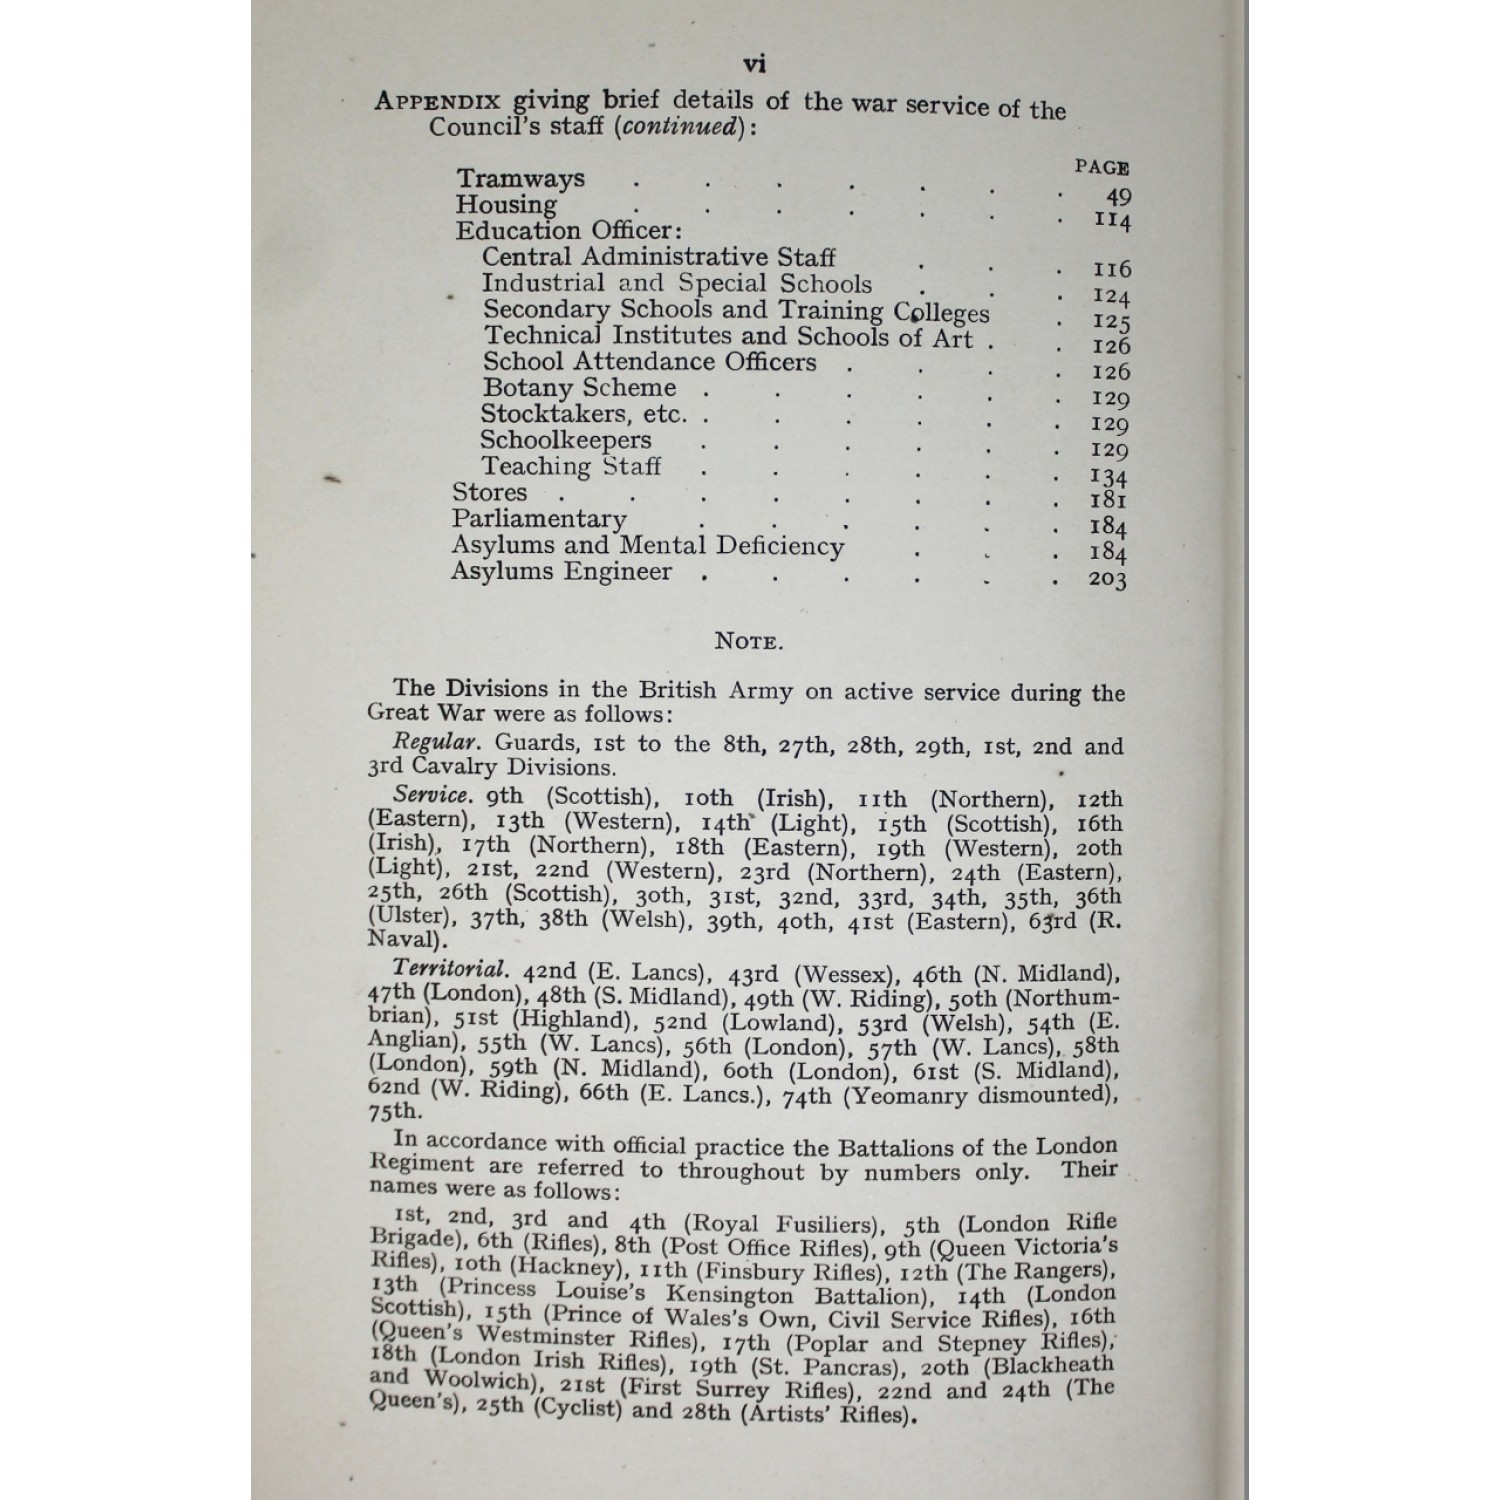 vi
APPENDIX giving brief details of the war service of the
Council's staff (continued):
PAGE
Tramways . . . . . . . 49
Housing . . . . . . . 114
Education Officer:
Central Administrative Staff . . . 116
Industrial and Special Schools . . . 124
Secondary Schools and Training Colleges . 125
Technical Institutes and Schools of Art . . 126
School Attendance Officers . . . . 126
Botany Scheme . . . . . . 129
Stocktakers, etc. . . . . . . 129
Schoolkeepers . . . . . . 129
Teaching Staff . . . . . . 134
Stores . . . . . . . . 181
Parliamentary . . . . . . 184
Asylums and Mental Deficiency . . . 184
Asylums Engineer . . . . . . 203
NOTE.
The Divisions in the British Army on active service during the
Great War were as follows:
Regular. Guards, 1st to the 8th, 27th, 28th, 29th, 1st, 2nd and
3rd Cavalry Divisions.
Service. 9th (Scottish), 10th (Irish), 11th (Northern), 12th
(Eastern), 13th (Western), 14th (Light), 15th (Scottish), 16th
(Irish), 17th (Northern), 18th (Eastern), 19th (Western), 20th
(Light), 21st, 22nd (Western), 23rd (Northern), 24th (Eastern),
25th, 26th (Scottish), 30th, 31st, 32nd, 33rd, 34th, 35th, 36th
(Ulster), 37th, 38th (Welsh), 39th, 40th, 41st (Eastern), 63rd (R.
Naval).
Territorial. 42nd (E. Lancs), 43rd (Wessex), 46th (N. Midland),
47th (London), 48th (S. Midland), 49th (W. Riding), 50th (Northum-
brian), 51st (Highland), 52nd (Lowland), 53rd (Welsh), 54th (E.
Anglian), 55th (W. Lancs), 56th (London), 57th (W. Lancs), 58th
(London), 59th (N. Midland), 60th (London), 61st (S. Midland),
62nd (W. Riding), 66th (E. Lancs.), 74th (Yeomanry dismounted),
75th.
In accordance with official practice the Battalions of the London
Regiment are referred to throughout by numbers only. Their
names were as follows:
1st, 2nd, 3rd and 4th (Royal Fusiliers), 5th (London Rifle
Brigade), 6th (Rifles), 8th (Post Office Rifles), 9th (Queen Victoria's
Rifles), 10th (Hackney), 11th (Finsbury Rifles), 12th (The Rangers),
13th (Princess Louise's Kensington Battalion), 14th (London
Scottish), 15th (Prince of Wales's Own, Civil Service Rifles), 16th
(Queen's Westminster Rifles), 17th (Poplar and Stepney Rifles),
18th (London Irish Rifles), 19th (St. Pancras), 20th (Blackheath
and Woolwich), 21st (First Surrey Rifles), 22nd and 24th (The
Queen's), 25th (Cyclist) and 28th (Artists' Rifles).